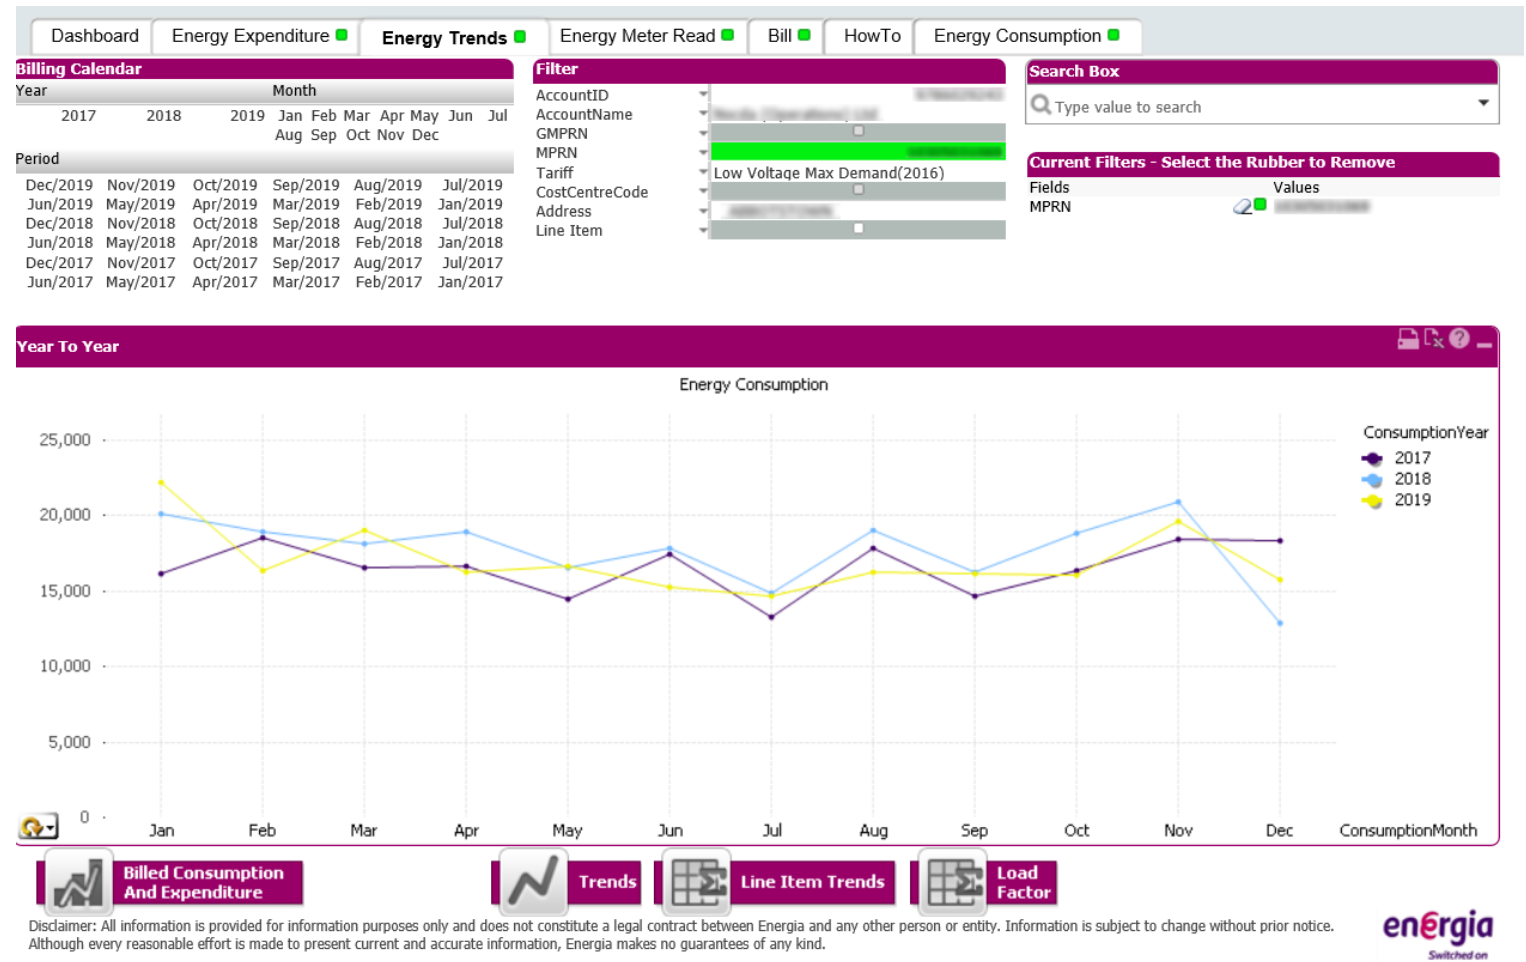 Dashboard Energy Expenditure Energy Trends Energy Meter Read Bill HowTo Energy Consumption
Billing Calendar
Year Month
2017 2018 2019 Jan Feb Mar Apr May Jun Jul
Aug Sep Oct Nov Dec
Period
Dec/2019 Nov/2019 Oct/2019 Sep/2019 Aug/2019 Jul/2019
Jun/2019 May/2019 Apr/2019 Mar/2019 Feb/2019 Jan/2019
Dec/2018 Nov/2018 Oct/2018 Sep/2018 Aug/2018 Jul/2018
Jun/2018 May/2018 Apr/2018 Mar/2018 Feb/2018 Jan/2018
Dec/2017 Nov/2017 Oct/2017 Sep/2017 Aug/2017 Jul/2017
Jun/2017 May/2017 Apr/2017 Mar/2017 Feb/2017 Jan/2017
Filter
AccountID
AccountName
GMPRN
MPRN
Tariff Low Voltage Max Demand(2016)
CostCentreCode
Address
Line Item
Search Box
Type value to search
Current Filters - Select the Rubber to Remove
Fields Values
MPRN
Year To Year
Energy Consumption
25,000
20,000
15,000
10,000
5,000
0
Jan Feb Mar Apr May Jun Jul Aug Sep Oct Nov Dec ConsumptionMonth
ConsumptionYear
2017
2018
2019
Billed Consumption
And Expenditure
Trends
Line Item Trends
Load
Factor
Disclaimer: All information is provided for information purposes only and does not constitute a legal contract between Energia and any other person or entity. Information is subject to change without prior notice.
Although every reasonable effort is made to present current and accurate information, Energia makes no guarantees of any kind.
energia
Switched on